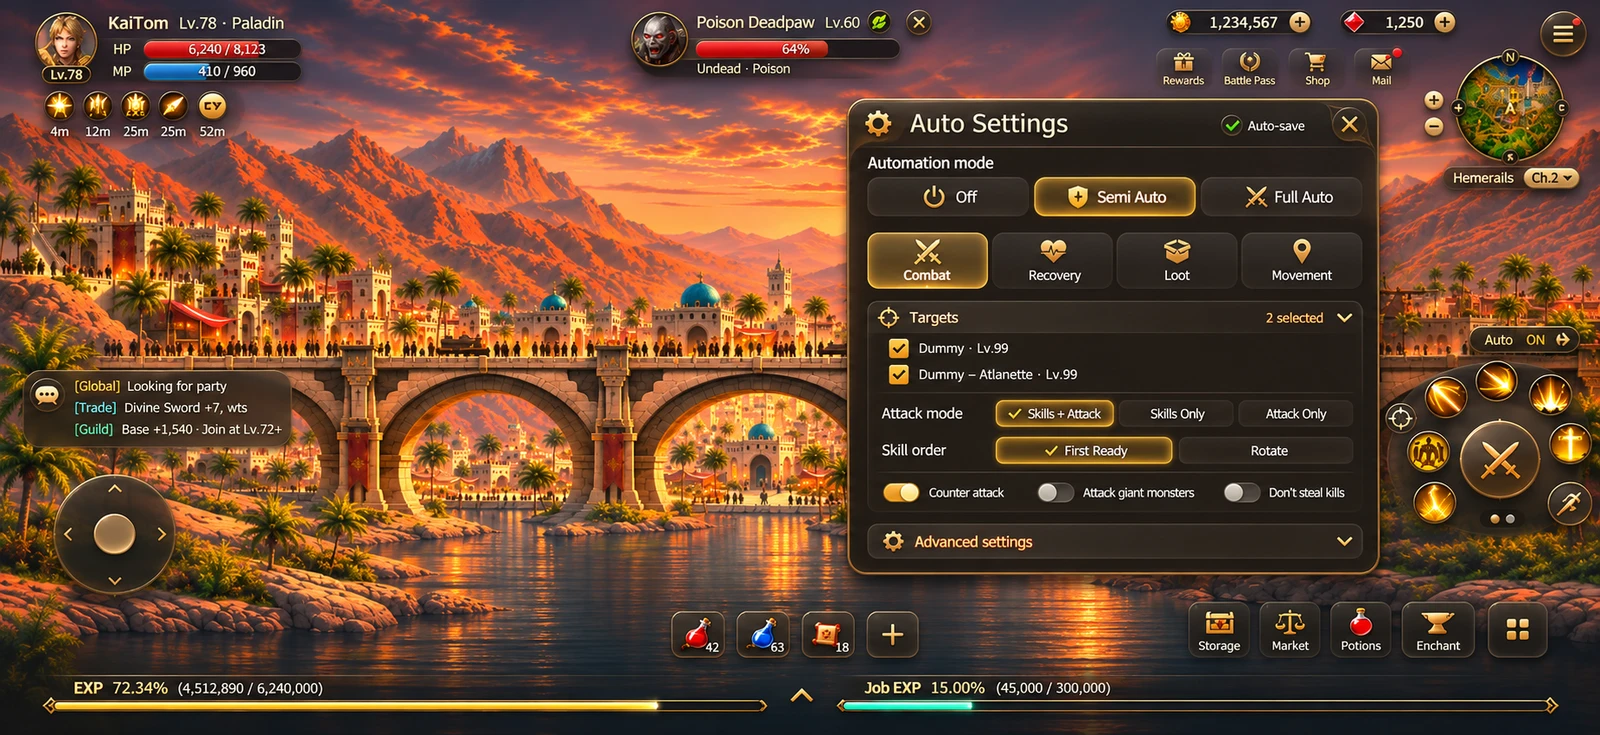 KaiTom Lv.78 · Paladin
HP 6,240 / 8,123
MP 410 / 960
Lv.78
4m 12m 25m 25m 52m
Poison Deadpaw Lv.60
64%
Undead · Poison
1,234,567
1,250
Rewards
Battle Pass
Shop
Mail
N
A
Hemerails Ch.2
Auto Settings
Auto-save
Automation mode
Off
Semi Auto
Full Auto
Combat
Recovery
Loot
Movement
Targets
2 selected
Dummy · Lv.99
Dummy – Atlanette · Lv.99
Attack mode
Skills + Attack
Skills Only
Attack Only
Skill order
First Ready
Rotate
Counter attack
Attack giant monsters
Don't steal kills
Advanced settings
Auto ON
[Global] Looking for party
[Trade] Divine Sword +7, wts
[Guild] Base +1,540 · Join at Lv.72+
42
63
18
Storage
Market
Potions
Enchant
EXP 72.34% (4,512,890 / 6,240,000)
Job EXP 15.00% (45,000 / 300,000)